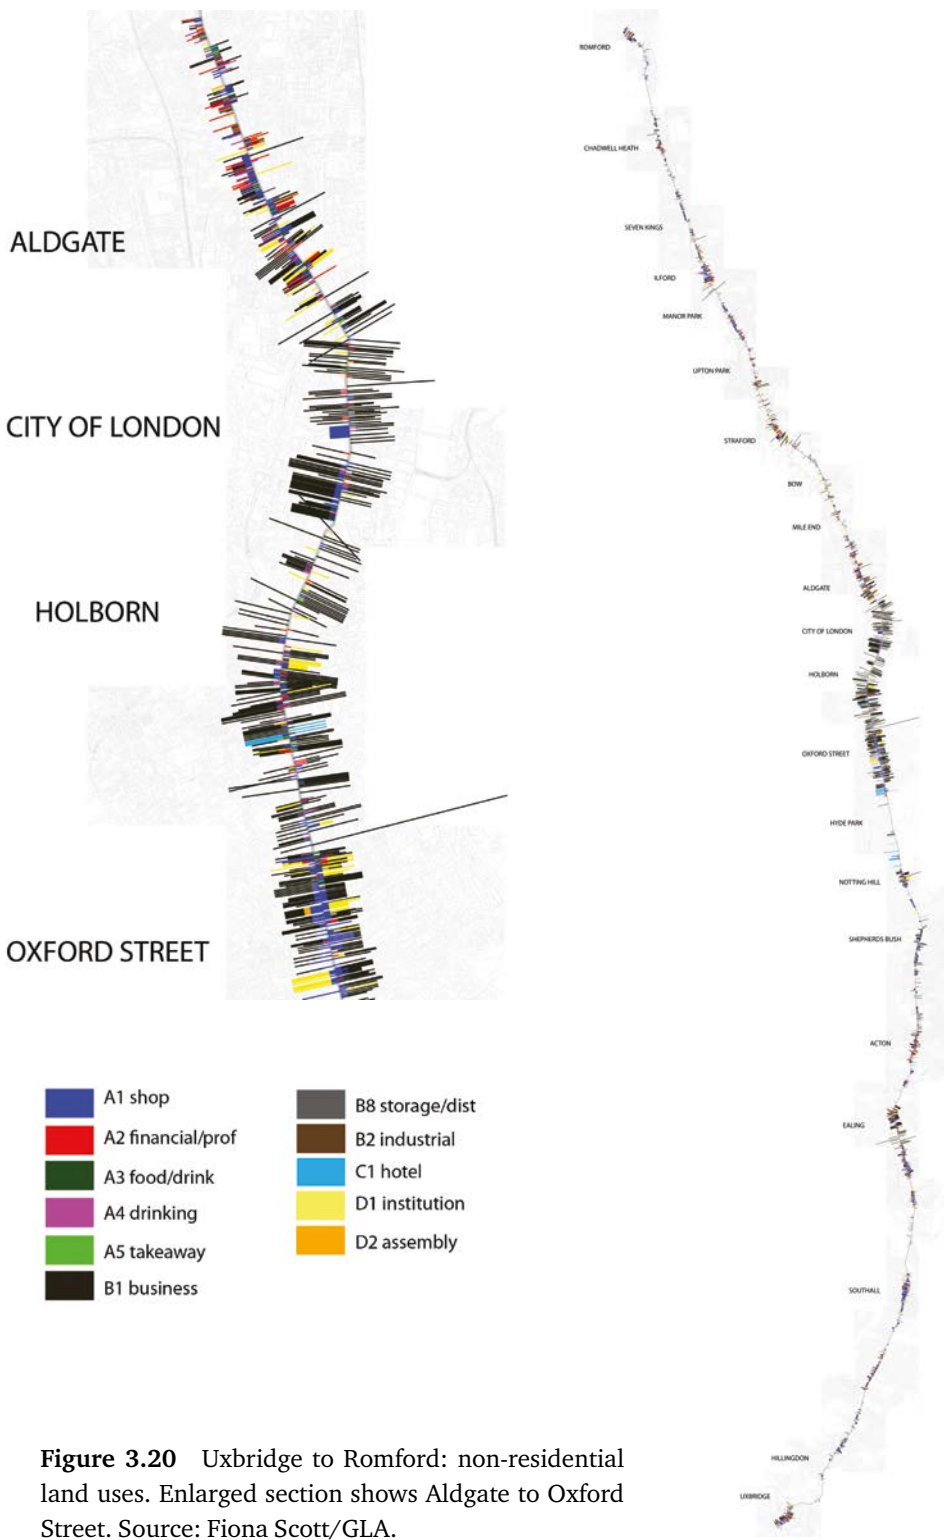 ALDGATE
CITY OF LONDON
HOLBORN
OXFORD STREET
A1 shop
A2 financial/prof
A3 food/drink
A4 drinking
A5 takeaway
B1 business
B8 storage/dist
B2 industrial
C1 hotel
D1 institution
D2 assembly
ROMFORD
CHADWELL HEATH
SEVEN KINGS
ILFORD
MANOR PARK
UPTON PARK
STRAFORD
BOW
MILE END
ALDGATE
CITY OF LONDON
HOLBORN
OXFORD STREET
HYDE PARK
NOTTING HILL
SHEPHERDS BUSH
ACTON
EALING
SOUTHALL
HILLINGDON
UXBRIDGE
Figure 3.20 Uxbridge to Romford: non-residential
land uses. Enlarged section shows Aldgate to Oxford
Street. Source: Fiona Scott/GLA.